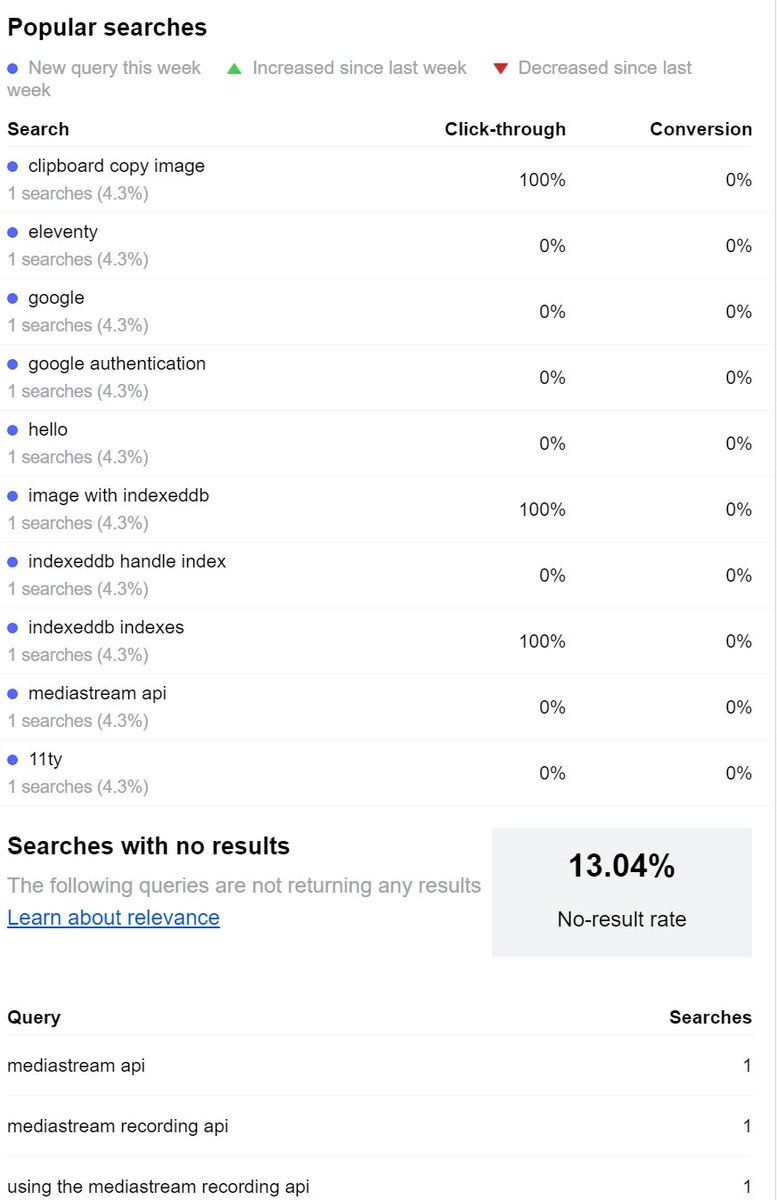 Popular searches
New query this week Increased since last week Decreased since last
week
Search Click-through Conversion
clipboard copy image
1 searches (4.3%) 100% 0%
eleventy
1 searches (4.3%) 0% 0%
google
1 searches (4.3%) 0% 0%
google authentication
1 searches (4.3%) 0% 0%
hello
1 searches (4.3%) 0% 0%
image with indexeddb
1 searches (4.3%) 100% 0%
indexeddb handle index
1 searches (4.3%) 0% 0%
indexeddb indexes
1 searches (4.3%) 100% 0%
mediastream api
1 searches (4.3%) 0% 0%
11ty
1 searches (4.3%) 0% 0%
Searches with no results
The following queries are not returning any results
Learn about relevance
13.04%
No-result rate
Query Searches
mediastream api 1
mediastream recording api 1
using the mediastream recording api 1